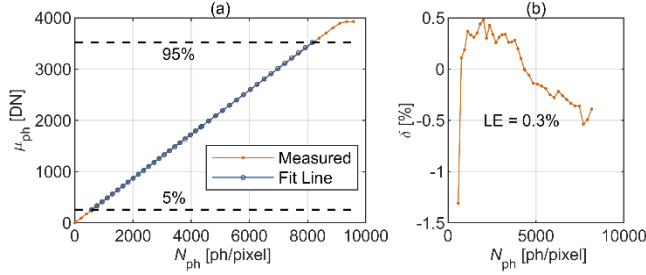 (a)
4000
3000
2000
1000
0
μph [DN]
95%
Measured
Fit Line
5%
0 2000 4000 6000 8000 10000
Nph [ph/pixel]
(b)
0.5
0
-0.5
-1
-1.5
δ [%]
LE = 0.3%
0 5000 10000
Nph [ph/pixel]